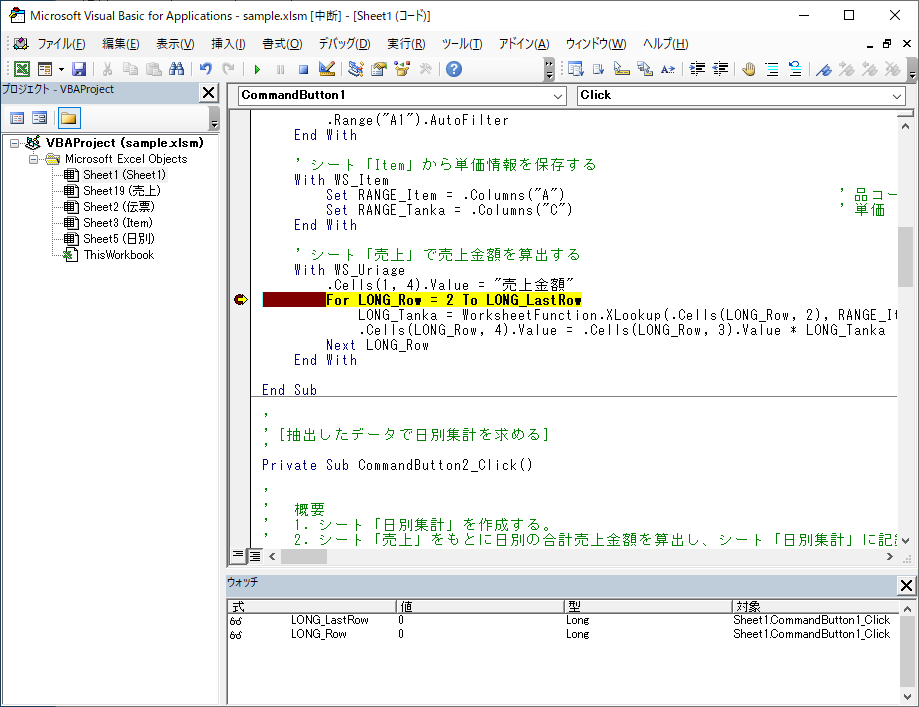 Microsoft Visual Basic for Applications - sample.xlsm [中断] - [Sheet1 (コード)]
ファイル(F) 編集(E) 表示(V) 挿入(I) 書式(O) デバッグ(D) 実行(R) ツール(T) アドイン(A) ウィンドウ(W) ヘルプ(H)
プロジェクト - VBAProject
VBAProject (sample.xlsm)
Microsoft Excel Objects
Sheet1 (Sheet1)
Sheet19 (売上)
Sheet2 (伝票)
Sheet3 (Item)
Sheet5 (日別)
ThisWorkbook
CommandButton1 Click
.Range("A1").AutoFilter
End With
' シート「Item」から単価情報を保存する
With WS_Item
Set RANGE_Item = .Columns("A") ' 品コー
Set RANGE_Tanka = .Columns("C") ' 単価
End With
' シート「売上」で売上金額を算出する
With WS_Uriage
.Cells(1, 4).Value = "売上金額"
For LONG_Row = 2 To LONG_LastRow
LONG_Tanka = WorksheetFunction.XLookup(.Cells(LONG_Row, 2), RANGE_It
.Cells(LONG_Row, 4).Value = .Cells(LONG_Row, 3).Value * LONG_Tanka
Next LONG_Row
End With
End Sub
'
' [抽出したデータで日別集計を求める]
'
Private Sub CommandButton2_Click()
'
' 概要
' 1. シート「日別集計」を作成する。
' 2. シート「売上」をもとに日別の合計売上金額を算出し、シート「日別集計」に記
ウォッチ
式 値 型 対象
LONG_LastRow 0 Long Sheet1.CommandButton1_Click
LONG_Row 0 Long Sheet1.CommandButton1_Click